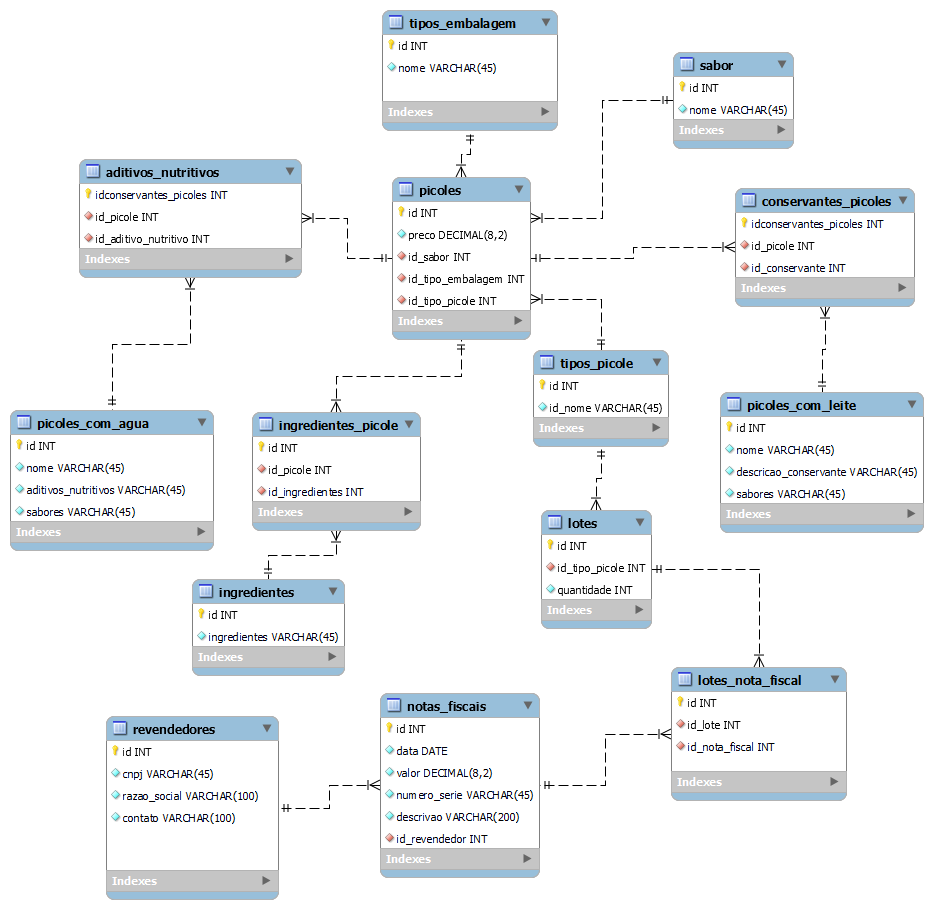 tipos_embalagem
id INT
nome VARCHAR(45)
Indexes
sabor
id INT
nome VARCHAR(45)
Indexes
aditivos_nutritivos
idconservantes_picoles INT
id_picole INT
id_aditivo_nutritivo INT
Indexes
picoles
id INT
preco DECIMAL(8,2)
id_sabor INT
id_tipo_embalagem INT
id_tipo_picole INT
Indexes
conservantes_picoles
idconservantes_picoles INT
id_picole INT
id_conservante INT
Indexes
tipos_picole
id INT
id_nome VARCHAR(45)
Indexes
picoles_com_agua
id INT
nome VARCHAR(45)
aditivos_nutritivos VARCHAR(45)
sabores VARCHAR(45)
Indexes
ingredientes_picole
id INT
id_picole INT
id_ingredientes INT
Indexes
picoles_com_leite
id INT
nome VARCHAR(45)
descricao_conservante VARCHAR(45)
sabores VARCHAR(45)
Indexes
lotes
id INT
id_tipo_picole INT
quantidade INT
Indexes
ingredientes
id INT
ingredientes VARCHAR(45)
Indexes
lotes_nota_fiscal
id INT
id_lote INT
id_nota_fiscal INT
Indexes
notas_fiscais
id INT
data DATE
valor DECIMAL(8,2)
numero_serie VARCHAR(45)
descrivao VARCHAR(200)
id_revendedor INT
Indexes
revendedores
id INT
cnpj VARCHAR(45)
razao_social VARCHAR(100)
contato VARCHAR(100)
Indexes